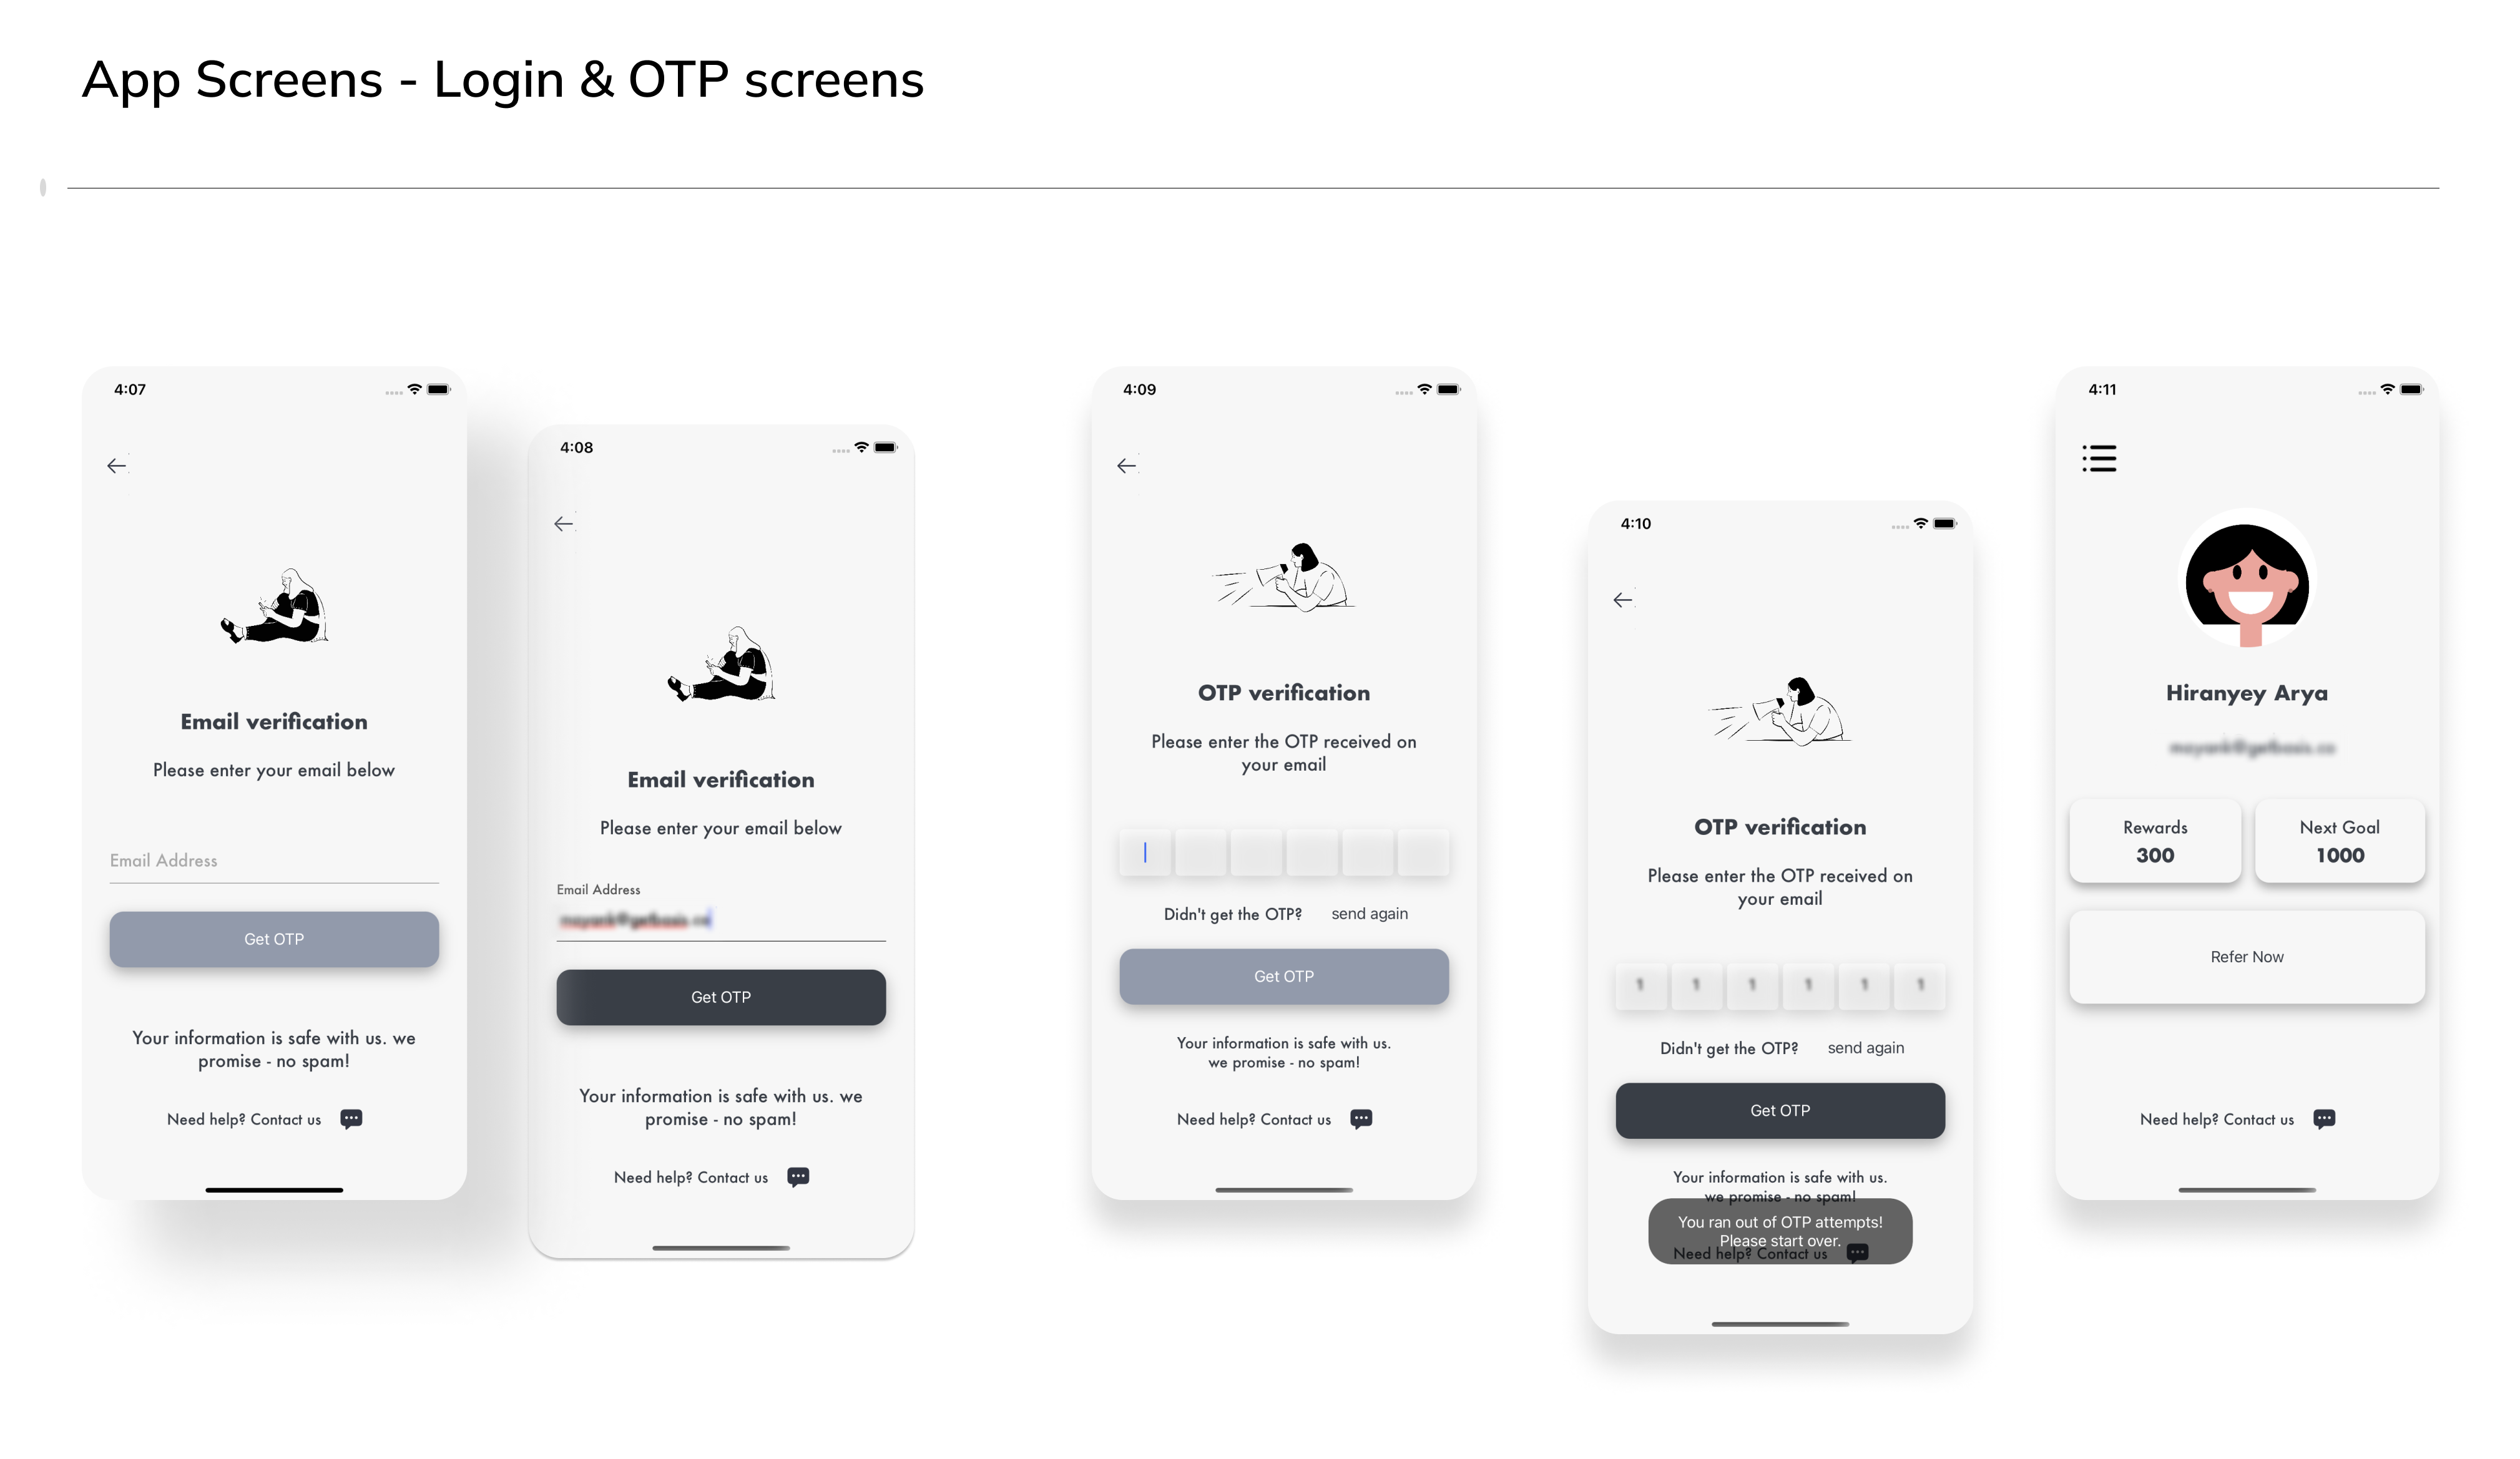 App Screens - Login & OTP screens
4:07
Email verification
Please enter your email below
Email Address
Get OTP
Your information is safe with us. we
promise - no spam!
Need help? Contact us
4:08
Email verification
Please enter your email below
Email Address
Get OTP
Your information is safe with us. we
promise - no spam!
Need help? Contact us
4:09
OTP verification
Please enter the OTP received on
your email
Didn't get the OTP? send again
Get OTP
Your information is safe with us.
we promise - no spam!
Need help? Contact us
4:10
OTP verification
Please enter the OTP received on
your email
1 1 1 1 1 1
Didn't get the OTP? send again
Get OTP
Your information is safe with us.
we promise - no spam!
You ran out of OTP attempts!
Please start over.
Need help? Contact us
4:11
Hiranyey Arya
Rewards
300
Next Goal
1000
Refer Now
Need help? Contact us